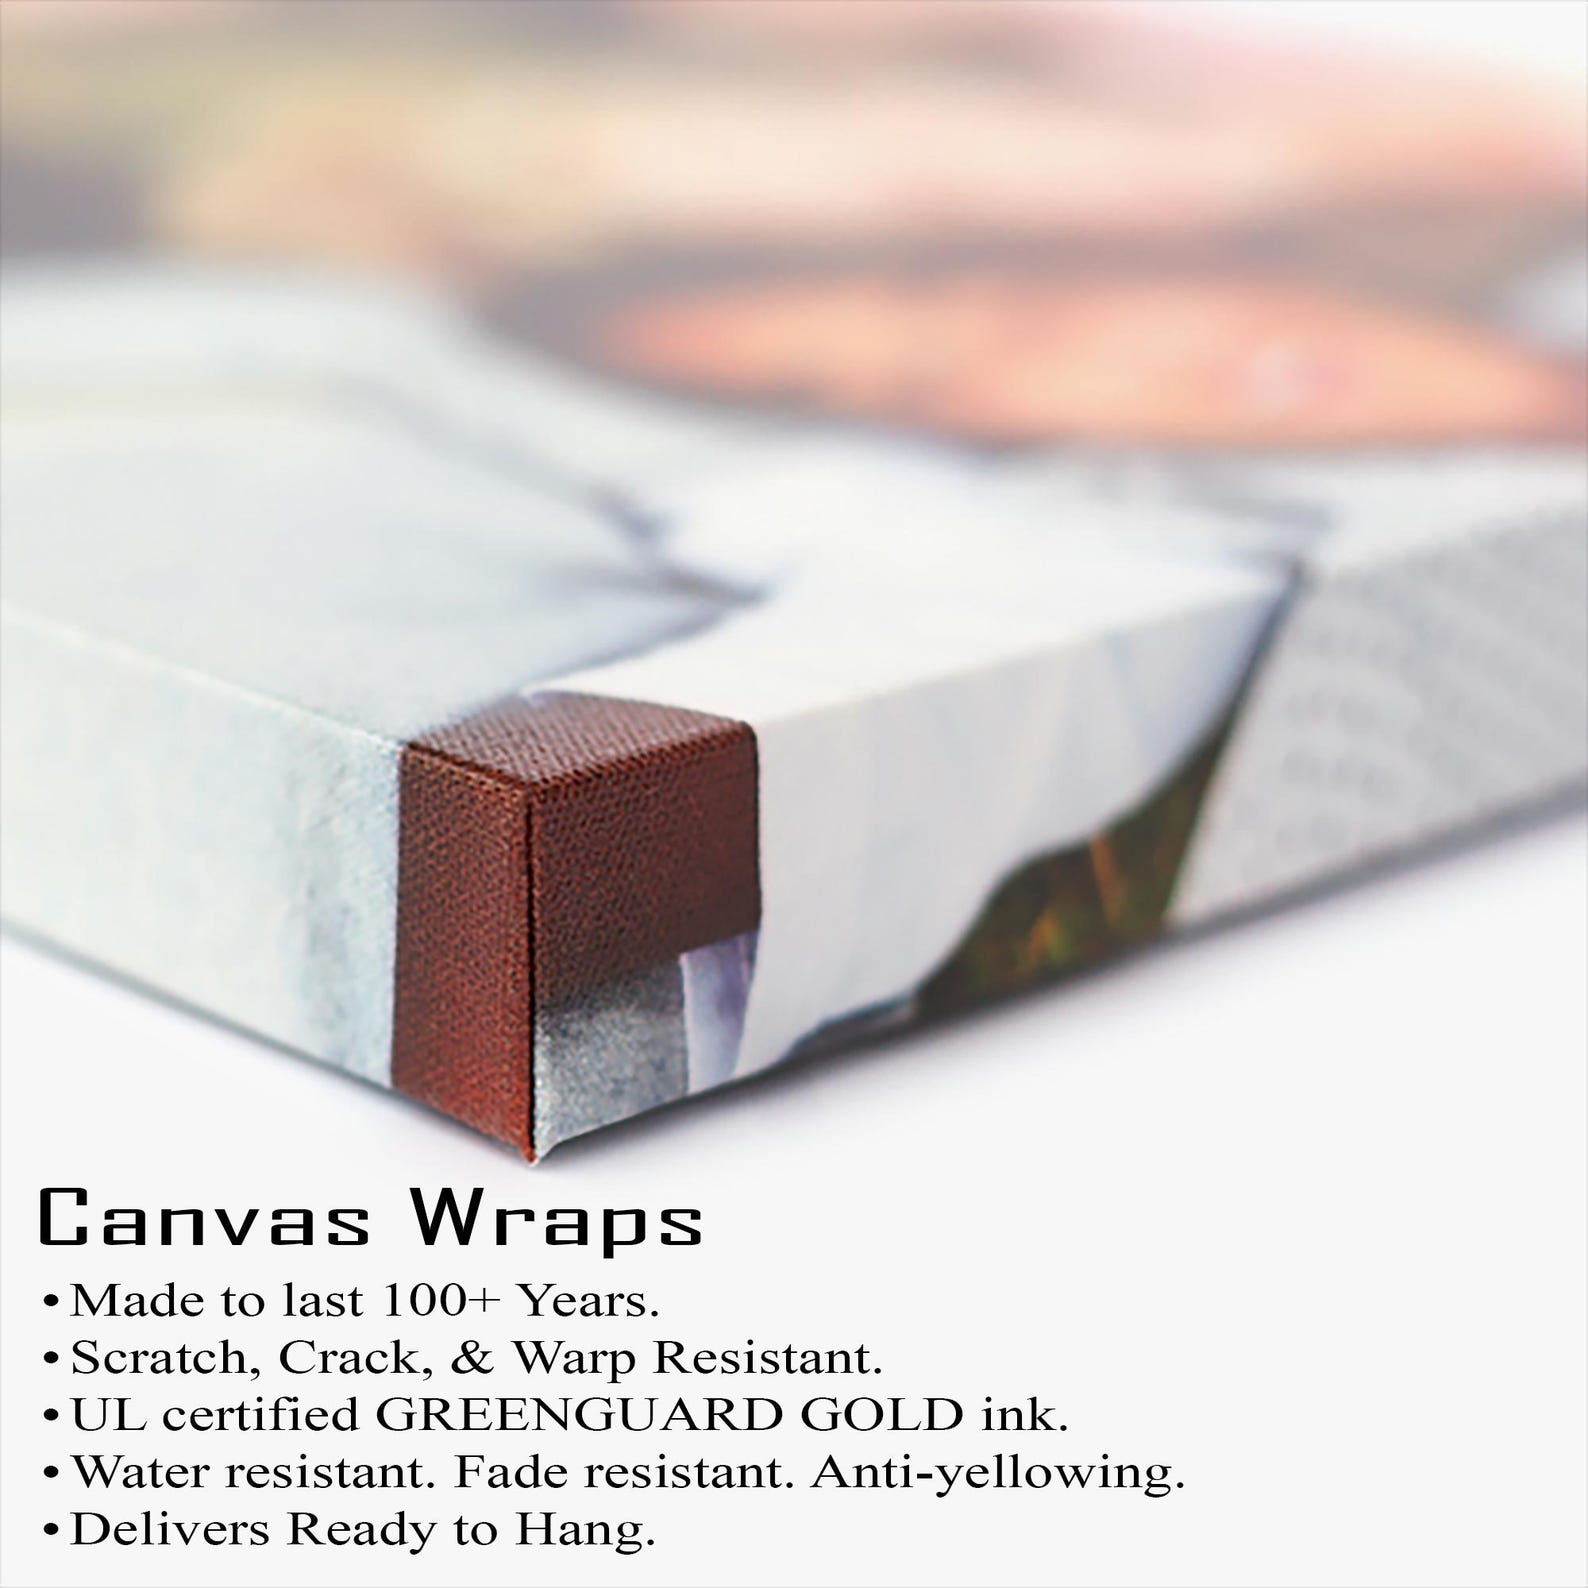 Canvas Wraps
• Made to last 100+ Years.
• Scratch, Crack, & Warp Resistant.
• UL certified GREENGUARD GOLD ink.
• Water resistant. Fade resistant. Anti-yellowing.
• Delivers Ready to Hang.